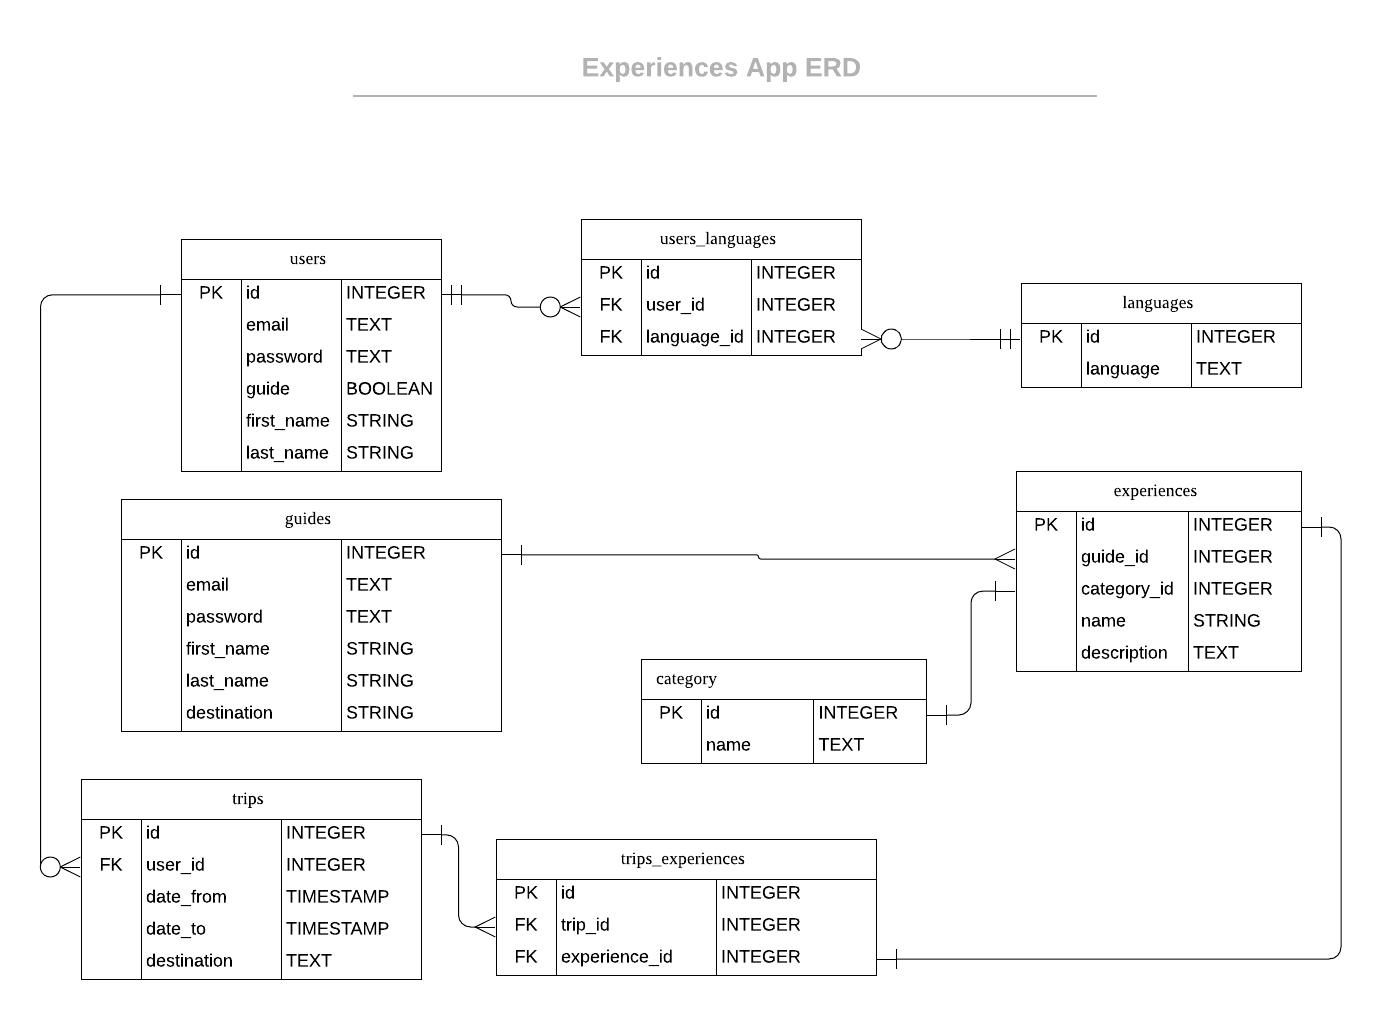 Experiences App ERD
users
PK id INTEGER
email TEXT
password TEXT
guide BOOLEAN
first_name STRING
last_name STRING
users_languages
PK id INTEGER
FK user_id INTEGER
FK language_id INTEGER
languages
PK id INTEGER
language TEXT
guides
PK id INTEGER
email TEXT
password TEXT
first_name STRING
last_name STRING
destination STRING
experiences
PK id INTEGER
guide_id INTEGER
category_id INTEGER
name STRING
description TEXT
category
PK id INTEGER
name TEXT
trips
PK id INTEGER
FK user_id INTEGER
date_from TIMESTAMP
date_to TIMESTAMP
destination TEXT
trips_experiences
PK id INTEGER
FK trip_id INTEGER
FK experience_id INTEGER